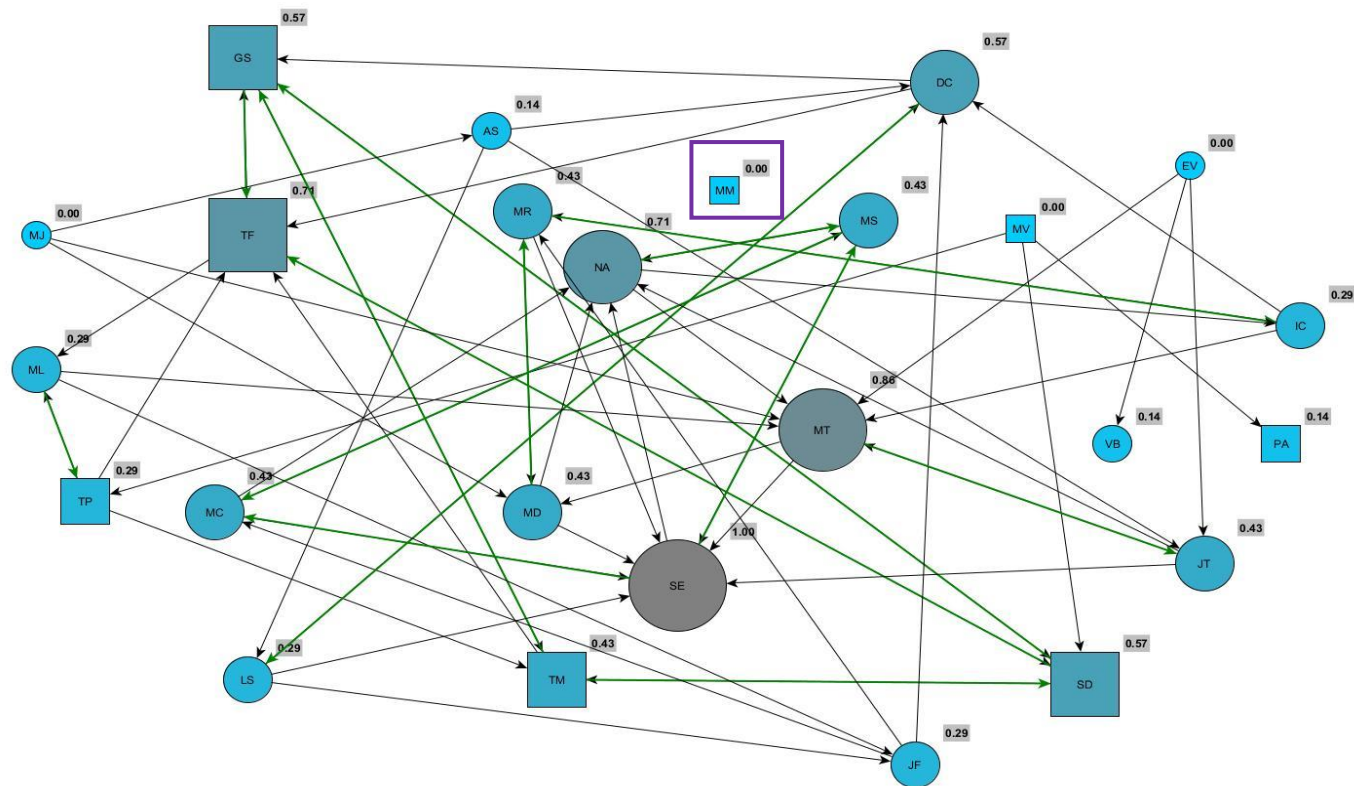 0.57
GS
0.57
DC
0.14
AS
0.00
EV
0.00
MM
0.43
MR
0.43
MS
0.71
TF
0.00
MJ
0.71
NA
0.00
MV
0.29
IC
0.29
ML
0.86
MT
0.14
VB
0.14
PA
0.29
TP
0.43
MC
0.43
MD
1.00
SE
0.43
JT
0.29
LS
0.43
TM
0.57
SD
0.29
JF